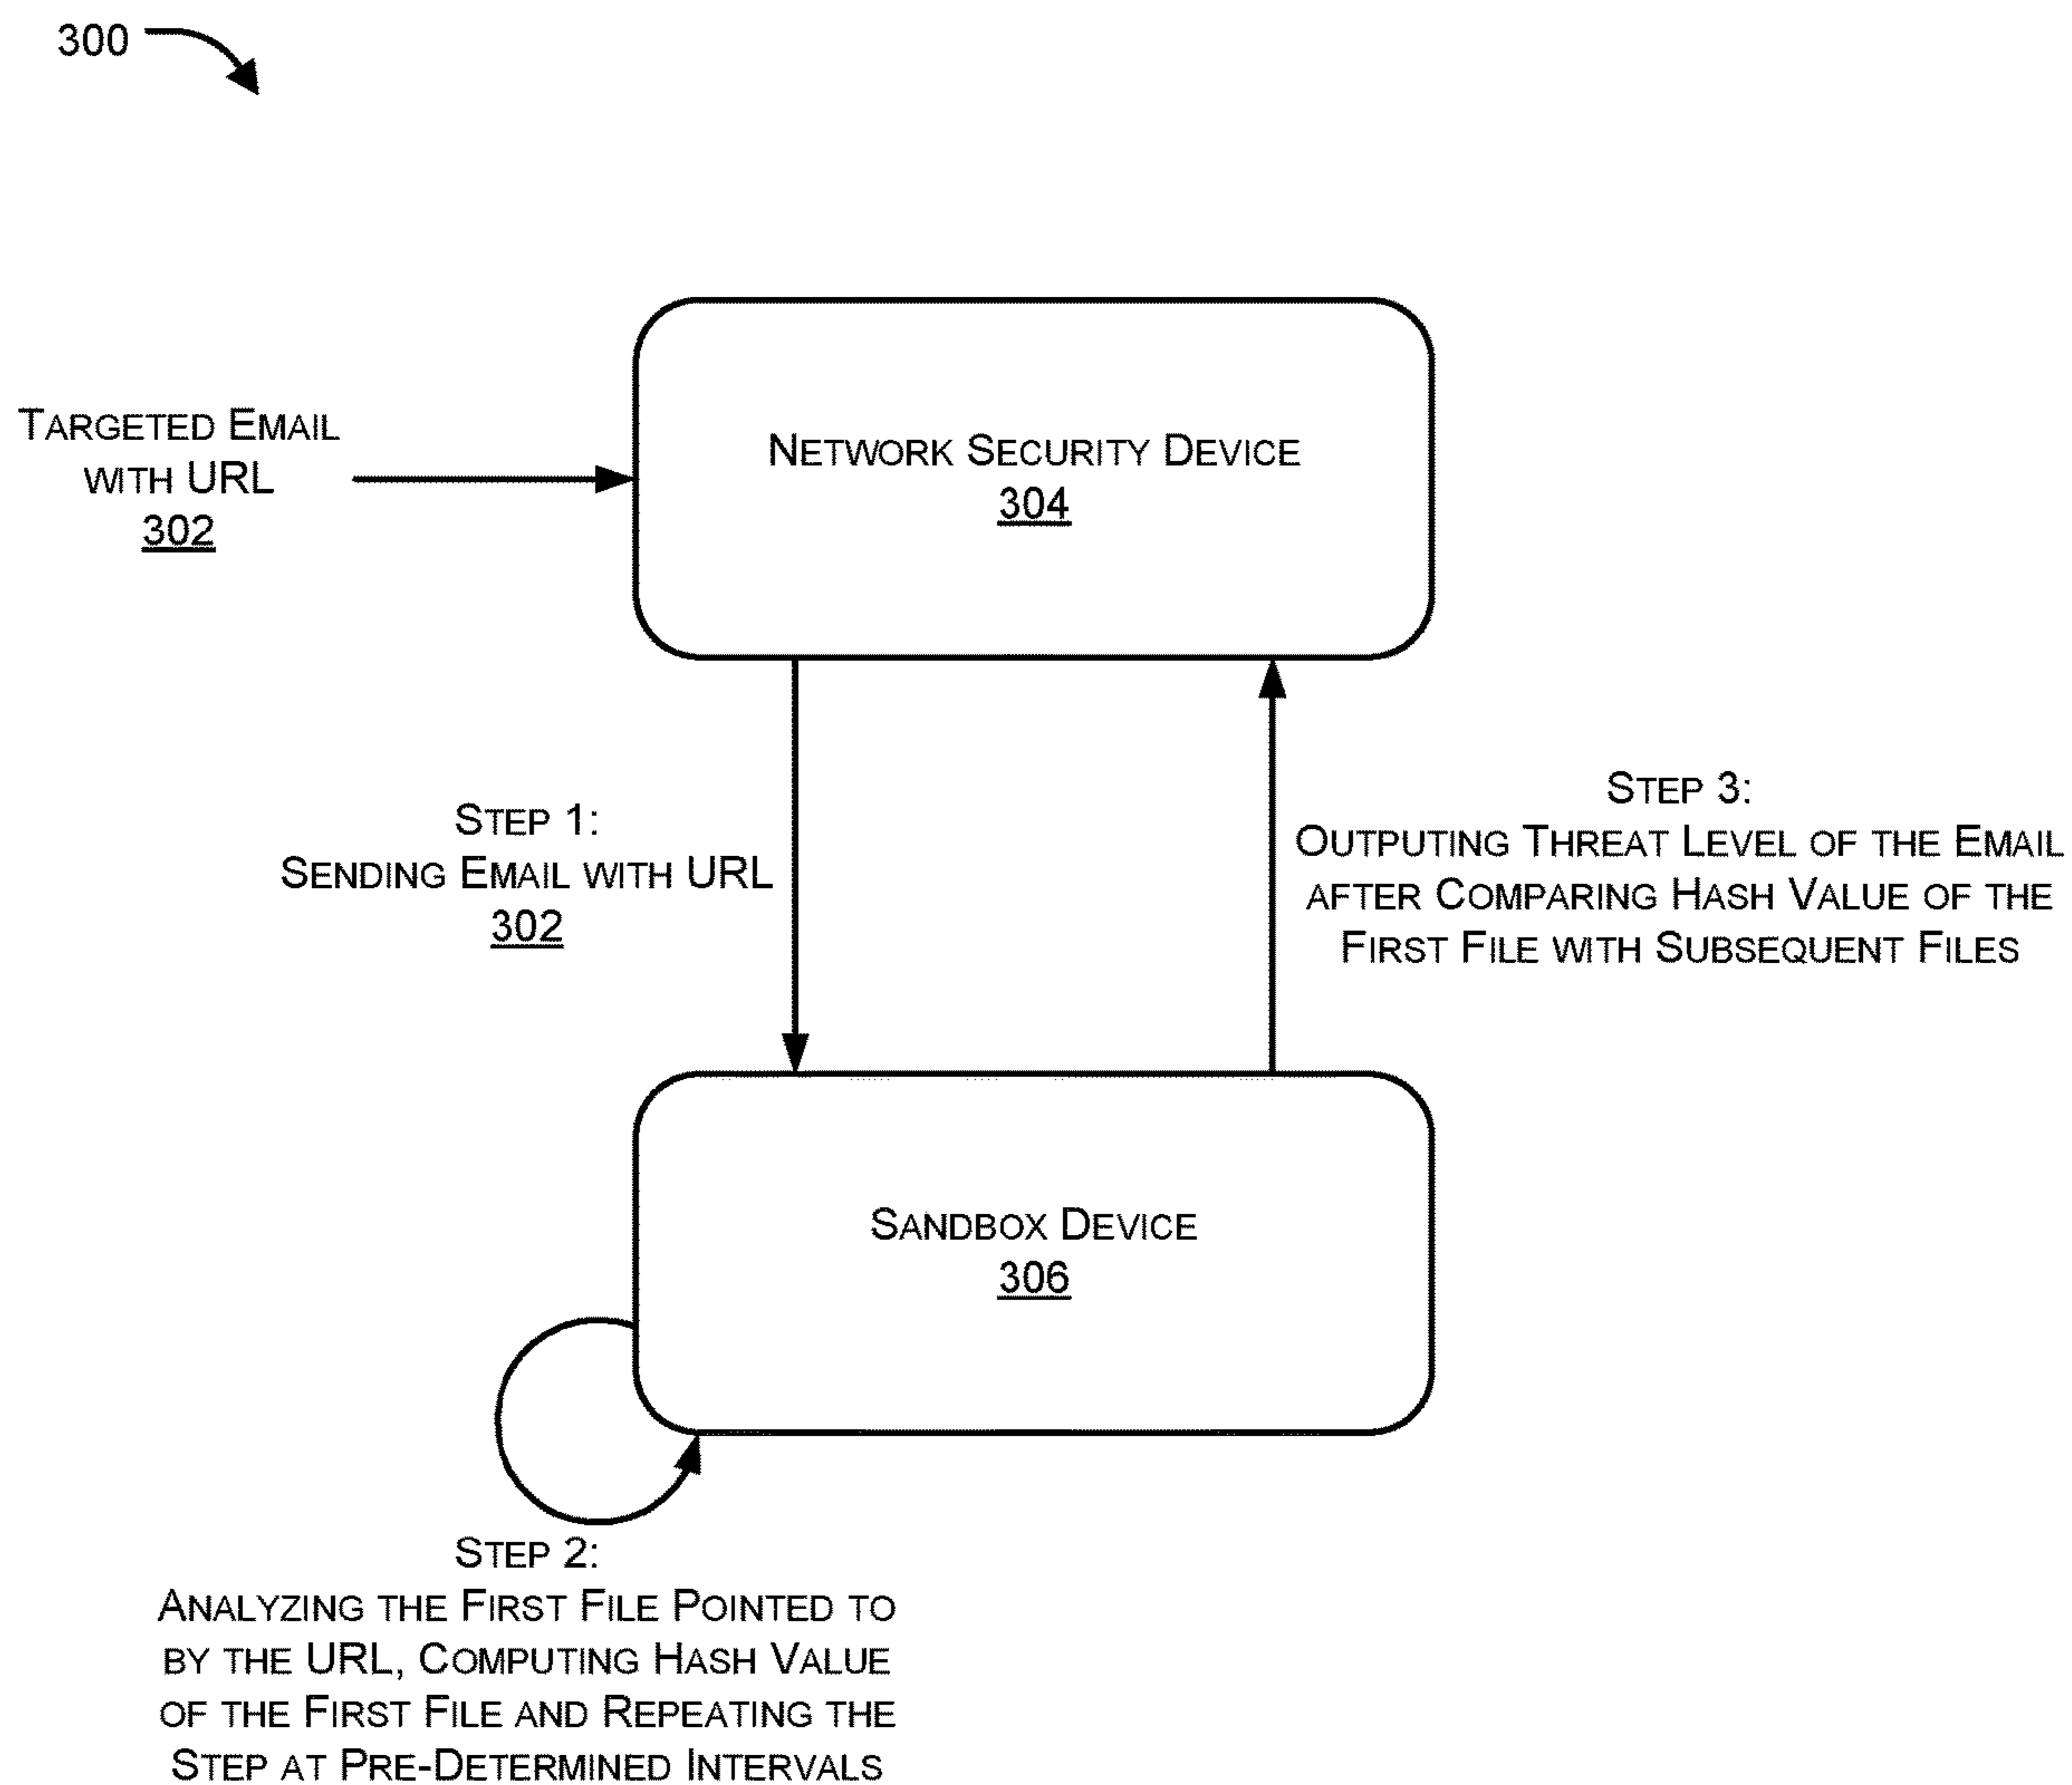 300
TARGETED EMAIL
WITH URL
302
NETWORK SECURITY DEVICE
304
STEP 1:
SENDING EMAIL WITH URL
302
STEP 3:
OUTPUTING THREAT LEVEL OF THE EMAIL
AFTER COMPARING HASH VALUE OF THE
FIRST FILE WITH SUBSEQUENT FILES
SANDBOX DEVICE
306
STEP 2:
ANALYZING THE FIRST FILE POINTED TO
BY THE URL, COMPUTING HASH VALUE
OF THE FIRST FILE AND REPEATING THE
STEP AT PRE-DETERMINED INTERVALS